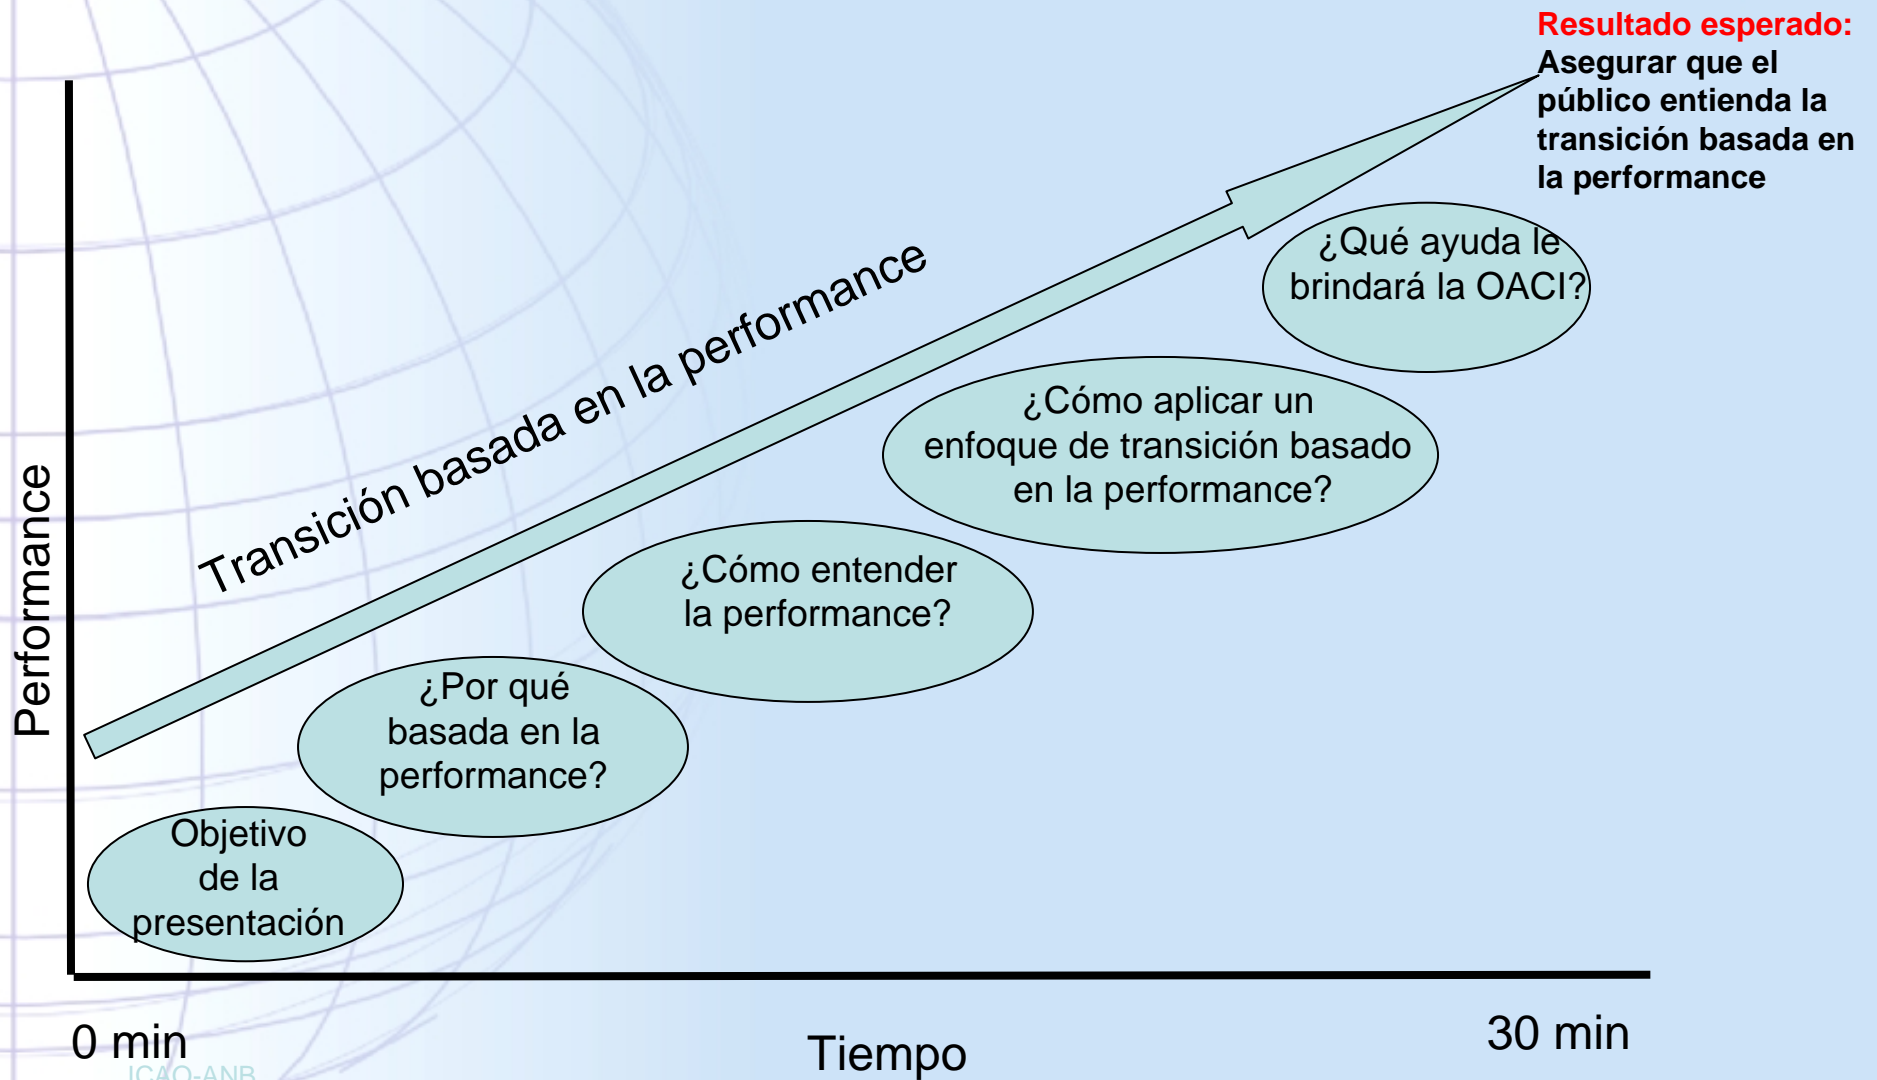 Resultado esperado:
Asegurar que el
público entienda la
transición basada en
la performance
¿Qué ayuda le
brindará la OACI?
Transición basada en la performance
¿Cómo aplicar un
enfoque de transición basado
en la performance?
¿Cómo entender
la performance?
¿Por qué
basada en la
performance?
Objetivo
de la
presentación
Performance
0 min
Tiempo
30 min
ICAO-ANB